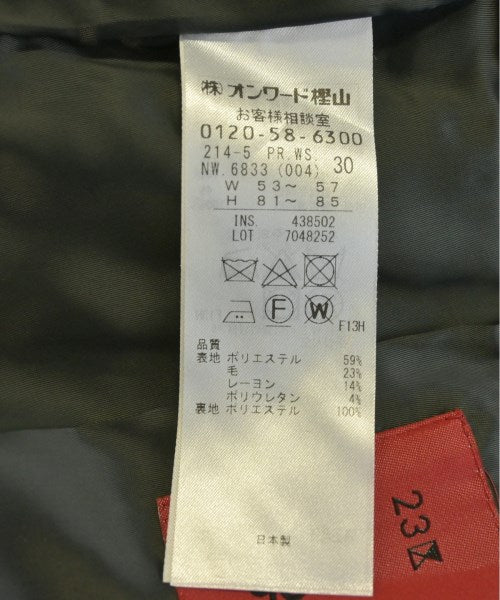 ㈱オンワード樫山
お客様相談室
0120-58-6300
214-5 PR.WS. 30
NW.6833 (004)
W 53～ 57
H 81～ 85
INS. 438502
LOT 7048252
F
W
F13H
品質
表地 ポリエステル 59%
毛 23%
レーヨン 14%
ポリウレタン 4%
裏地 ポリエステル 100%
日本製
23区